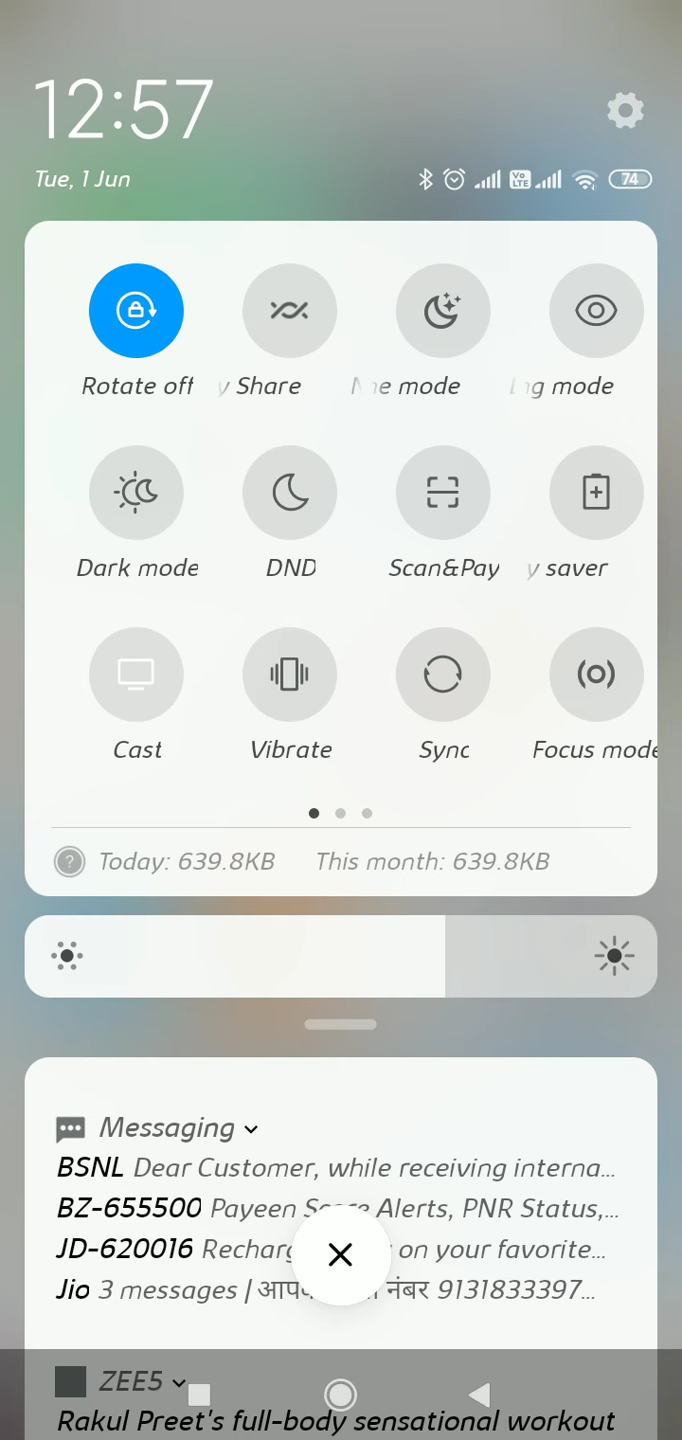 12:57
Tue, 1 Jun
Vo LTE
74
Rotate off
y Share
mode
mode
Dark mode
DND
Scan&Pay
y saver
Cast
Vibrate
Sync
Focus mode
?
Today: 639.8KB This month: 639.8KB
Messaging
BSNL Dear Customer, while receiving interna...
BZ-655500 Payeen Score Alerts, PNR Status,...
JD-620016 on your favorite...
Jio 3 messages | नंबर 9131833397...
ZEE5
Rakul Preet's full-body sensational workout